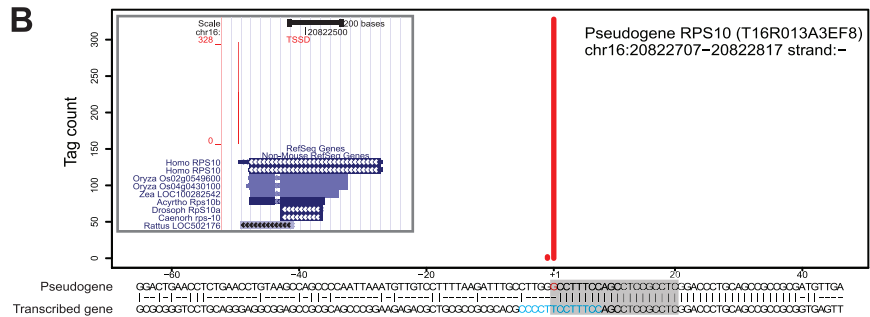 B
Scale
200 bases
chr16:
20822500
328
TSSD
0
RefSeq Genes
Non-Mouse RefSeq Genes
Homo RPS10
Homo RPS10
Oryza Os02g0549600
Oryza Os04g0430100
Zea LOC100282542
Acyrtho Rps10b
Drosoph RpS10a
Caenorh rps-10
Rattus LOC502176
Pseudogene RPS10 (T16R013A3EF8)
chr16:20822707−20822817 strand:−
Tag count
300
250
200
150
100
50
0
−60 −40 −20 +1 20 40
Pseudogene GGACTGAACCTCTGAACCTGTAAGCCAGCCCCAATTAAATGTTGTCCTTTTAAGATTTGCCTTGGGCCTTTCCAGCCTCGCCTCGGACCCTGCAGCCGCCGCGATGTTGA
Transcribed gene